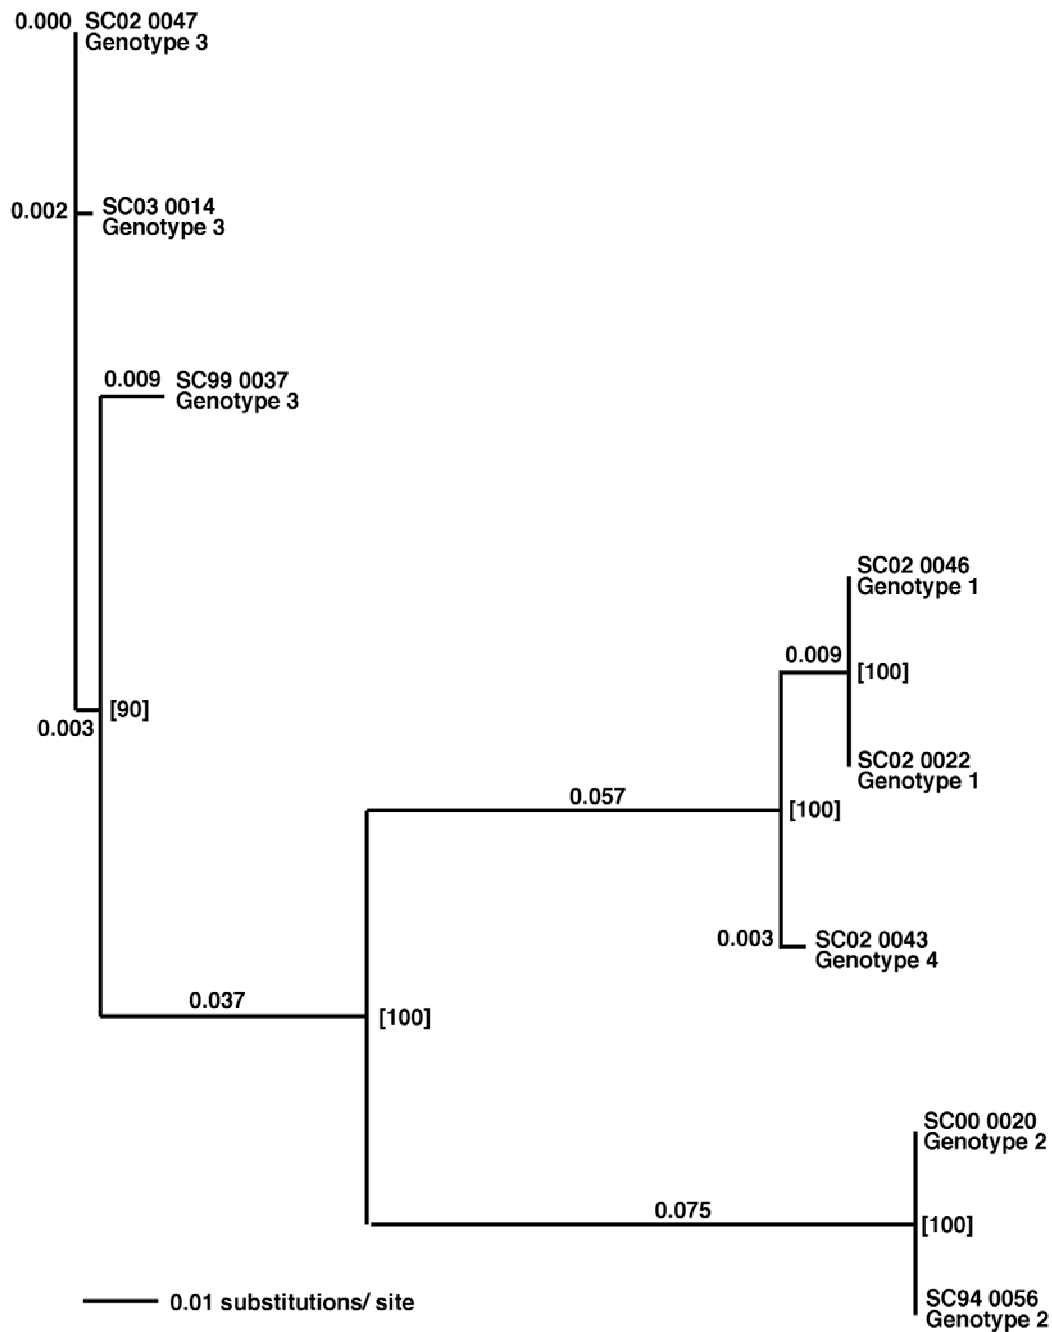 0.000 SC02 0047
Genotype 3
0.002 SC03 0014
Genotype 3
0.009 SC99 0037
Genotype 3
SC02 0046
Genotype 1
0.009 [100]
[90]
0.003
SC02 0022
Genotype 1
0.057
[100]
0.003 SC02 0043
Genotype 4
0.037
[100]
SC00 0020
Genotype 2
0.075
[100]
0.01 substitutions/ site
SC94 0056
Genotype 2